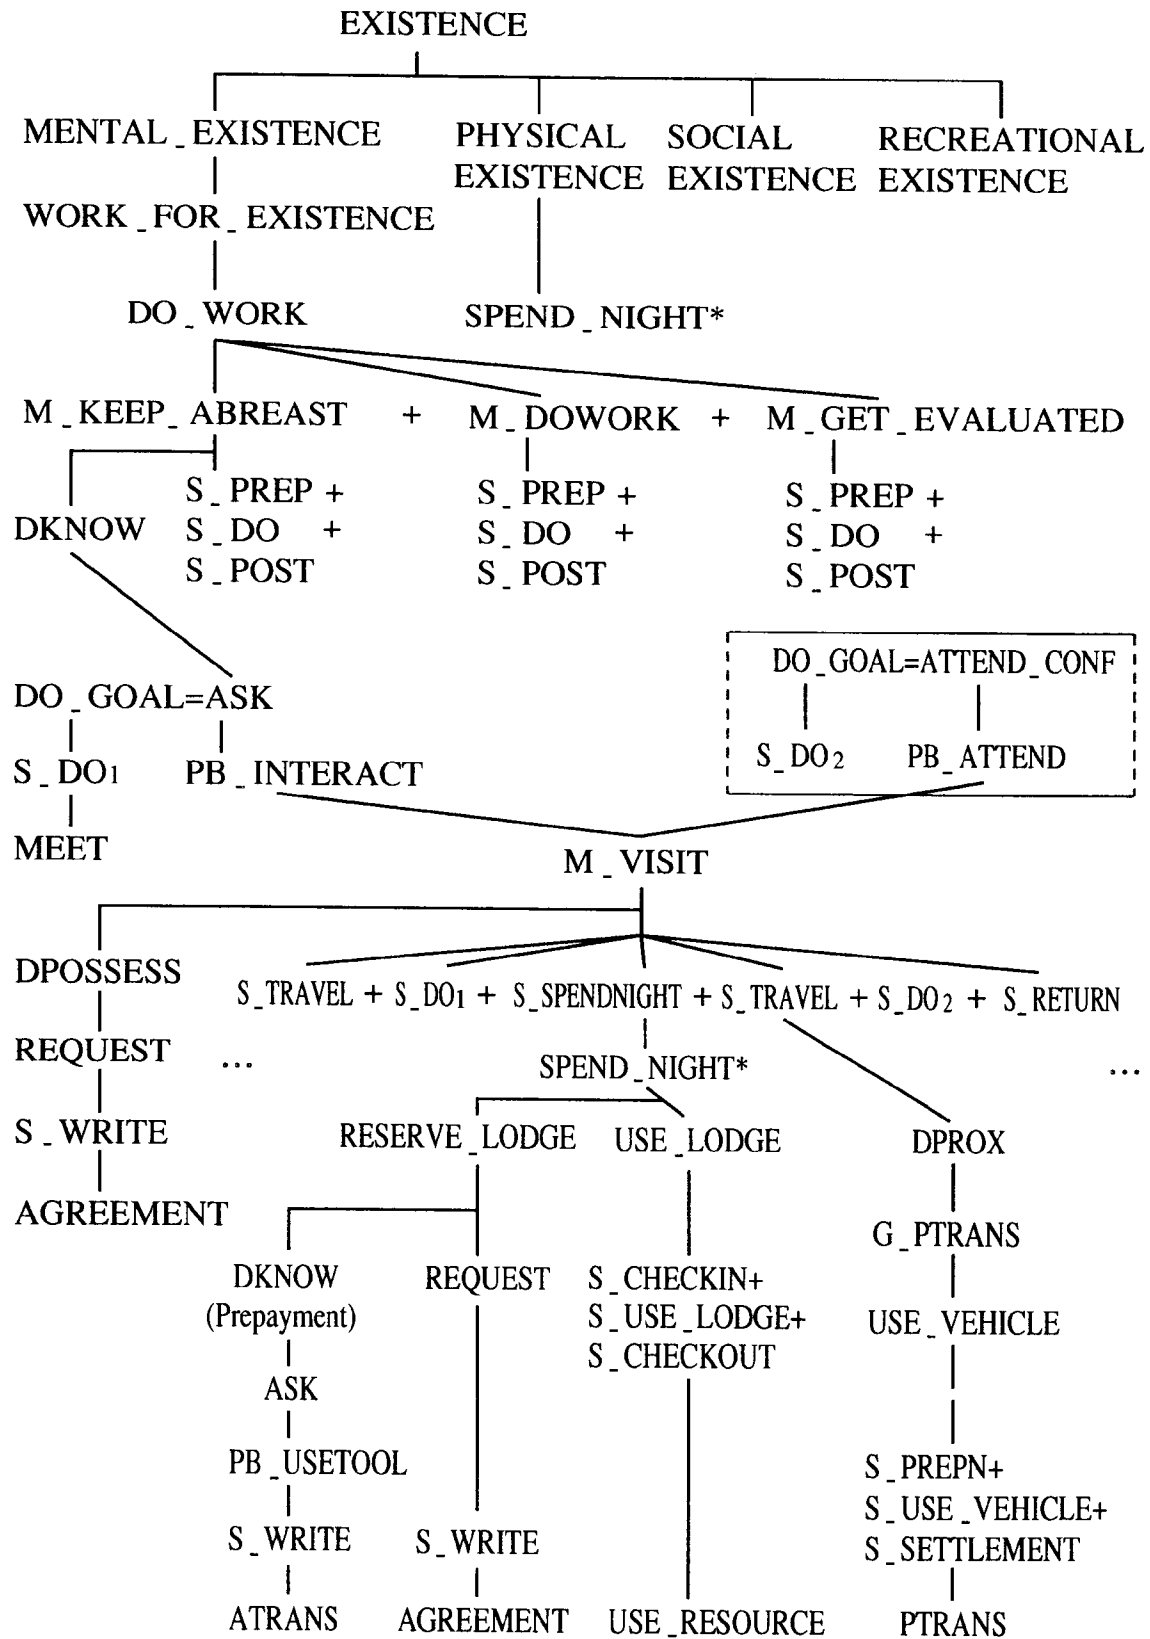 EXISTENCE
MENTAL_EXISTENCE PHYSICAL SOCIAL RECREATIONAL
EXISTENCE EXISTENCE EXISTENCE
WORK_FOR_EXISTENCE
DO_WORK SPEND_NIGHT*
M_KEEP_ABREAST + M_DOWORK + M_GET_EVALUATED
S_PREP + S_PREP + S_PREP +
DKNOW S_DO + S_DO + S_DO +
S_POST S_POST S_POST
DO_GOAL=ATTEND_CONF
DO_GOAL=ASK
S_DO2 PB_ATTEND
S_DO1 PB_INTERACT
MEET
M_VISIT
DPOSSESS
S_TRAVEL + S_DO1 + S_SPENDNIGHT + S_TRAVEL + S_DO2 + S_RETURN
REQUEST ... SPEND_NIGHT* ...
S_WRITE RESERVE_LODGE USE_LODGE DPROX
AGREEMENT
G_PTRANS
DKNOW REQUEST S_CHECKIN+
(Prepayment) S_USE_LODGE+ USE_VEHICLE
S_CHECKOUT
ASK
PB_USETOOL S_PREPN+
S_USE_VEHICLE+
S_WRITE S_WRITE S_SETTLEMENT
ATRANS AGREEMENT USE_RESOURCE PTRANS